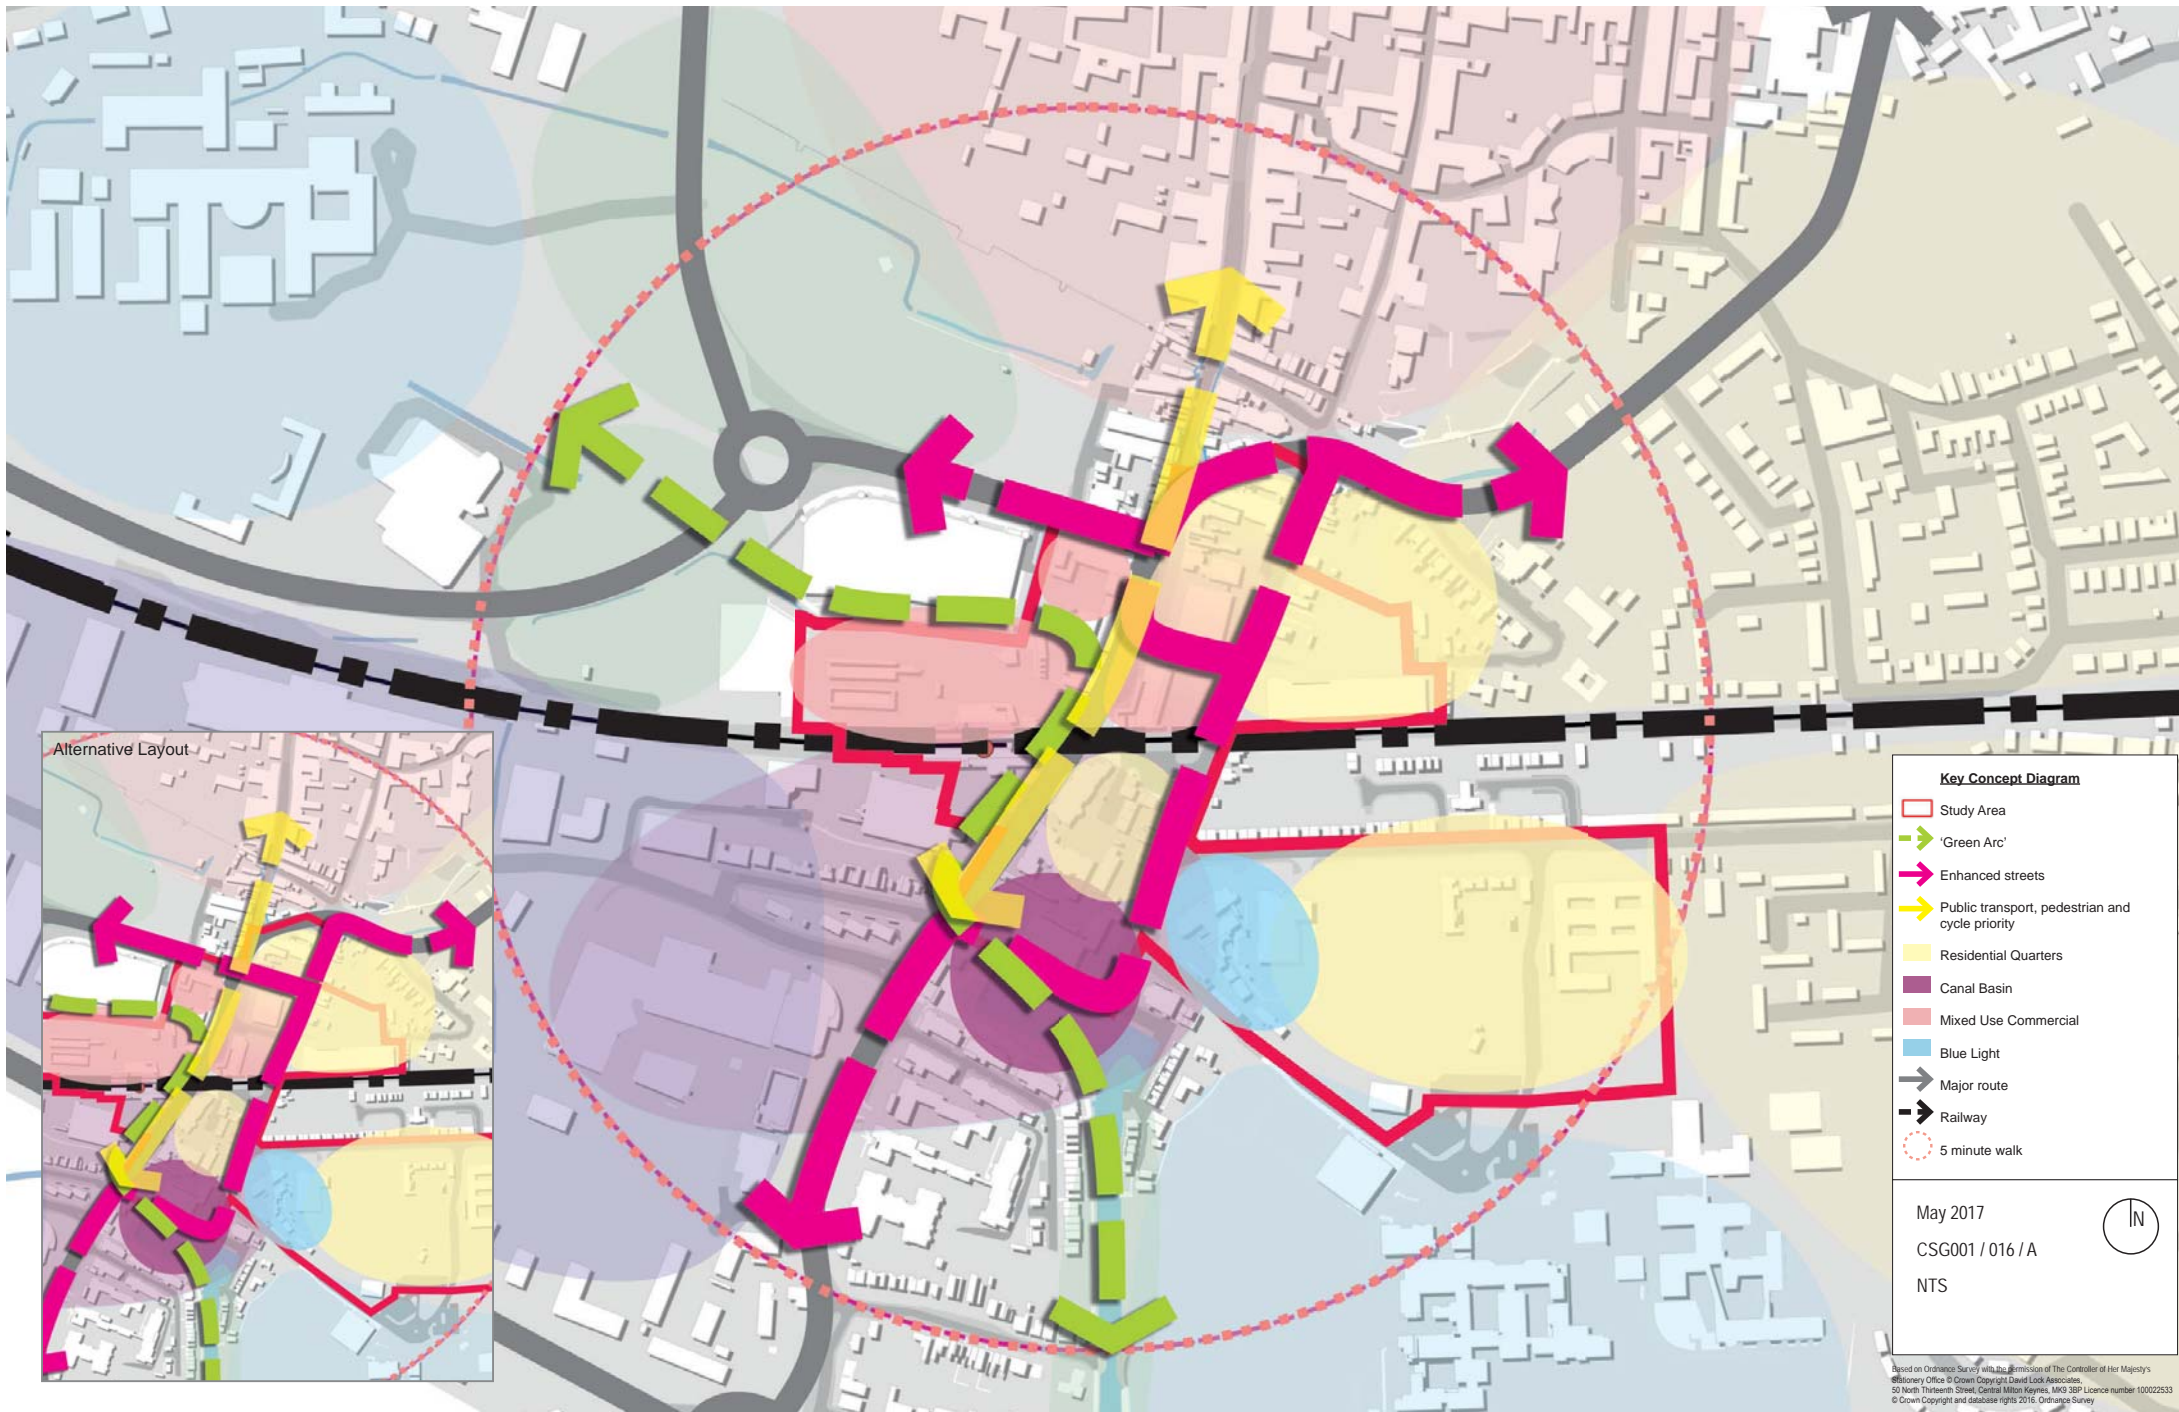 Alternative Layout
Key Concept Diagram
Study Area
'Green Arc'
Enhanced streets
Public transport, pedestrian and
cycle priority
Residential Quarters
Canal Basin
Mixed Use Commercial
Blue Light
Major route
Railway
5 minute walk
May 2017
N
CSG001 / 016 / A
NTS
Based on Ordnance Survey with the permission of The Controller of Her Majesty's
Stationery Office © Crown Copyright David Lock Associates,
50 North Thirteenth Street, Central Milton Keynes, MK9 3BP Licence number 100022533
© Crown Copyright and database rights 2016. Ordnance Survey